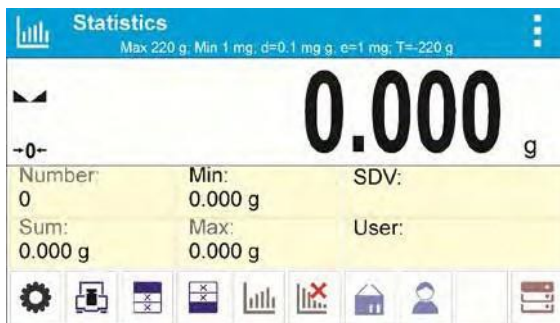 Statistics
Max 220 g; Min 1 mg; d=0.1 mg g; e=1 mg; T=-220 g
→0←
0.000 g
Number: Min: SDV:
0 0.000 g
Sum: Max: User:
0.000 g 0.000 g